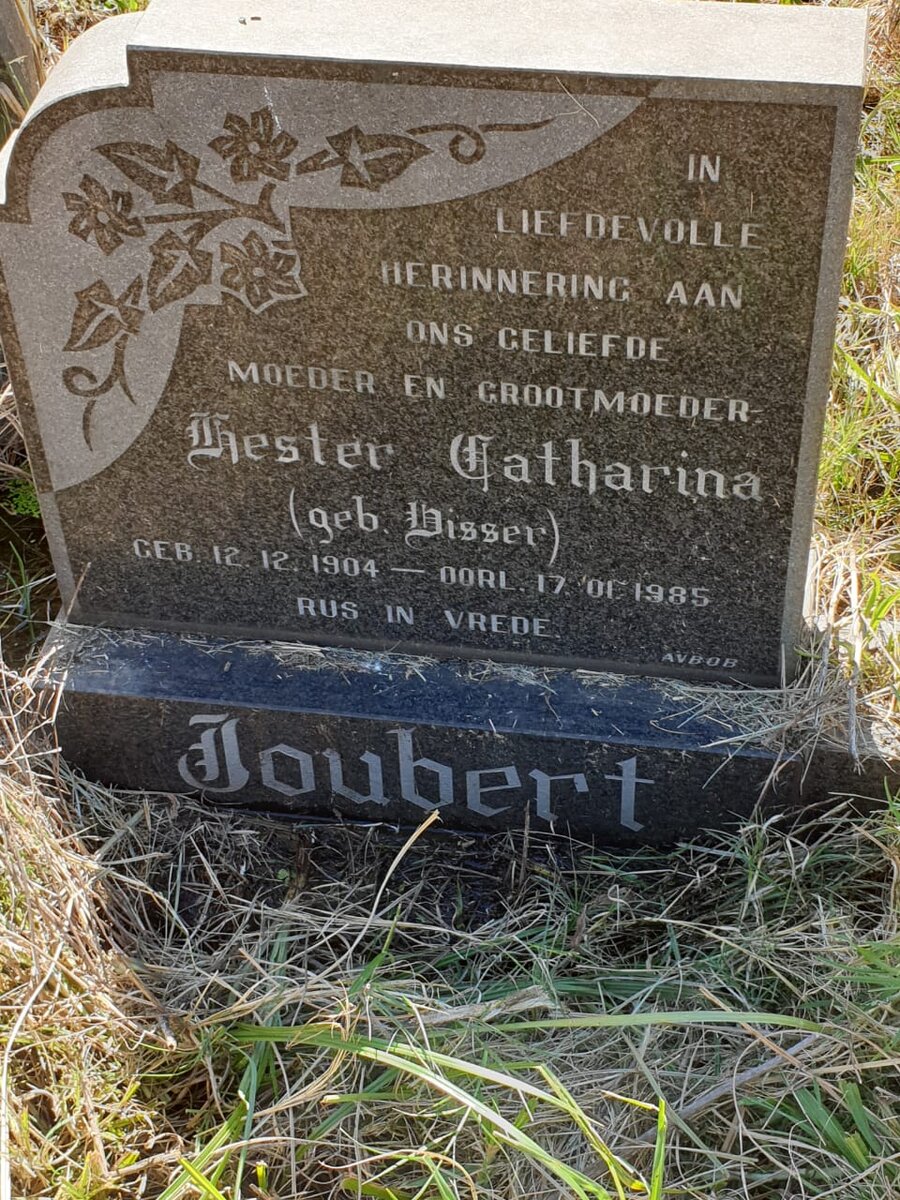 IN
LIEFDEVOLLE
HERINNERING AAN
ONS GELIEFDE
MOEDER EN GROOTMOEDER
Hester Catharina
(geb. Visser)
GEB. 12. 12. 1904 — OORL. 17. 01. 1985
RUS IN VREDE.
AVBOB
Joubert